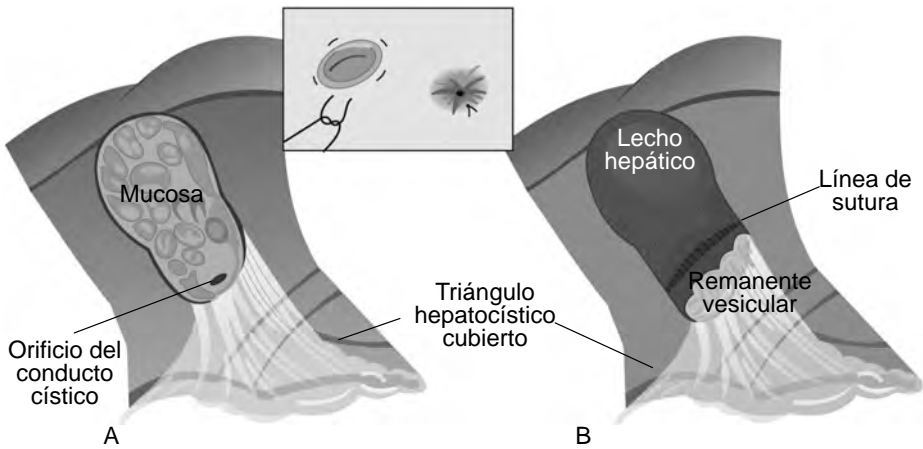 Mucosa
Orificio del
conducto
cístico
A
Triángulo
hepatocístico
cubierto
Lecho
hepático
Línea de
sutura
Remanente
vesicular
B